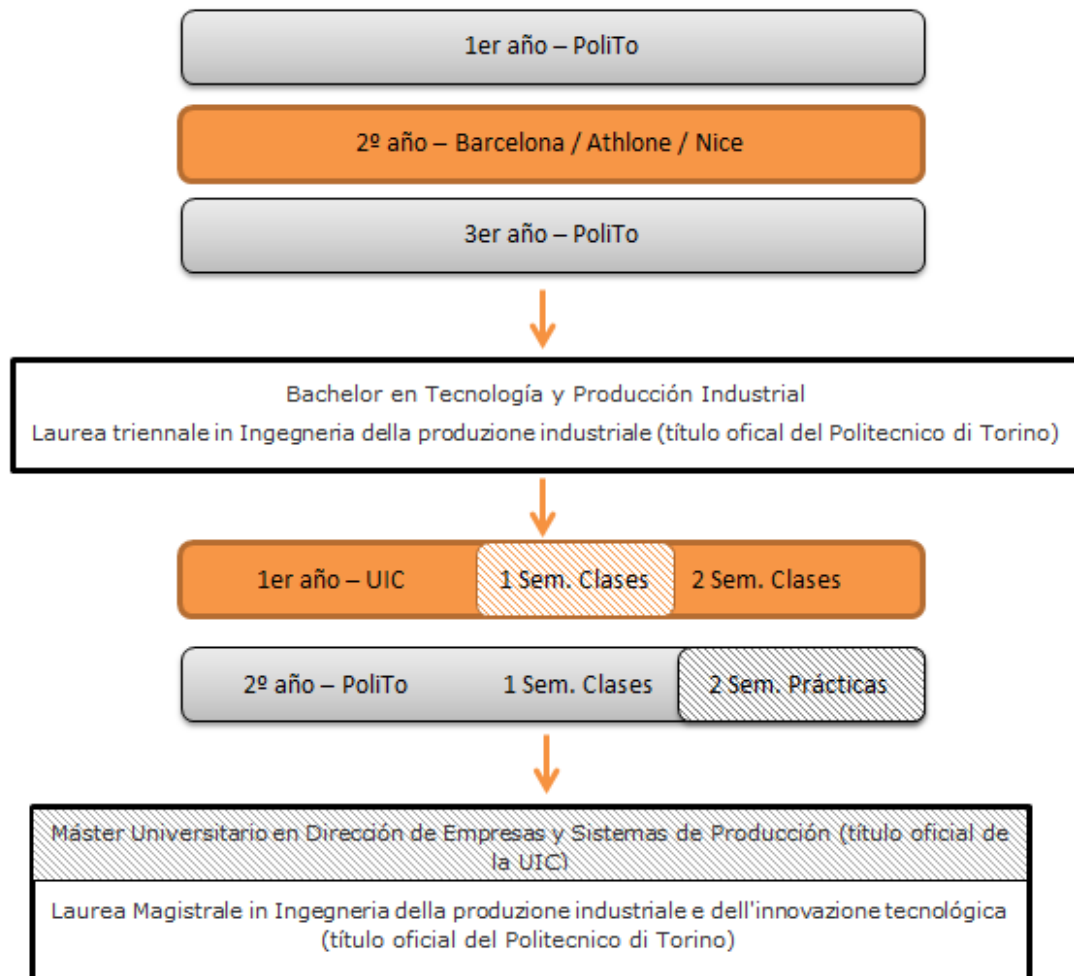 1er año – PoliTo
2º año – Barcelona / Athlone / Nice
3er año – PoliTo
Bachelor en Tecnología y Producción Industrial
Laurea triennale in Ingegneria della produzione industriale (título ofical del Politecnico di Torino)
1er año – UIC 1 Sem. Clases 2 Sem. Clases
2º año – PoliTo 1 Sem. Clases 2 Sem. Prácticas
Máster Universitario en Dirección de Empresas y Sistemas de Producción (título oficial de
la UIC)
Laurea Magistrale in Ingegneria della produzione industriale e dell'innovazione tecnológica
(título oficial del Politecnico di Torino)